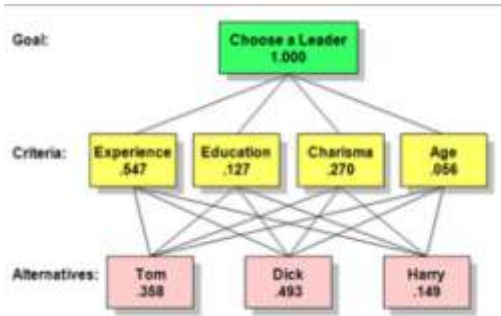 Goal:
Choose a Leader
1.000
Criteria:
Experience
.547
Education
.127
Charisma
.270
Age
.056
Alternatives:
Tom
.358
Dick
.493
Harry
.149